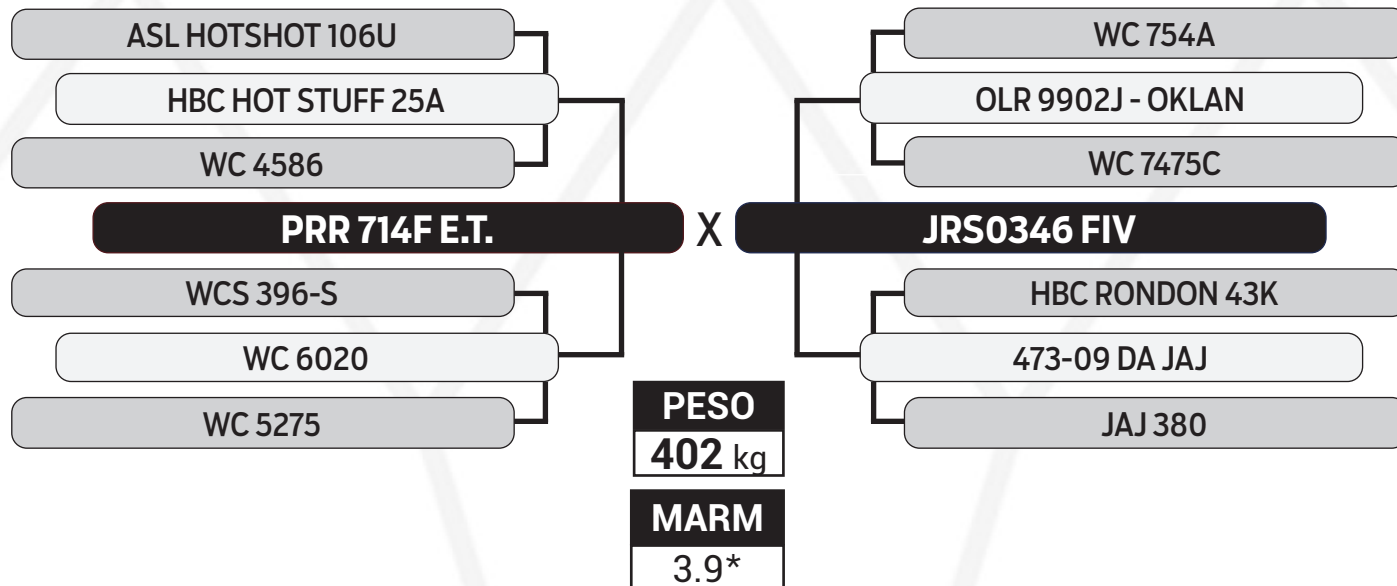 ASL HOTSHOT 106U
HBC HOT STUFF 25A
WC 4586
PRR 714F E.T.
WCS 396-S
WC 6020
WC 5275
X
WC 754A
OLR 9902J - OKLAN
WC 7475C
JRS0346 FIV
HBC RONDON 43K
473-09 DA JAJ
JAJ 380
PESO
402 kg
MARM
3.9*